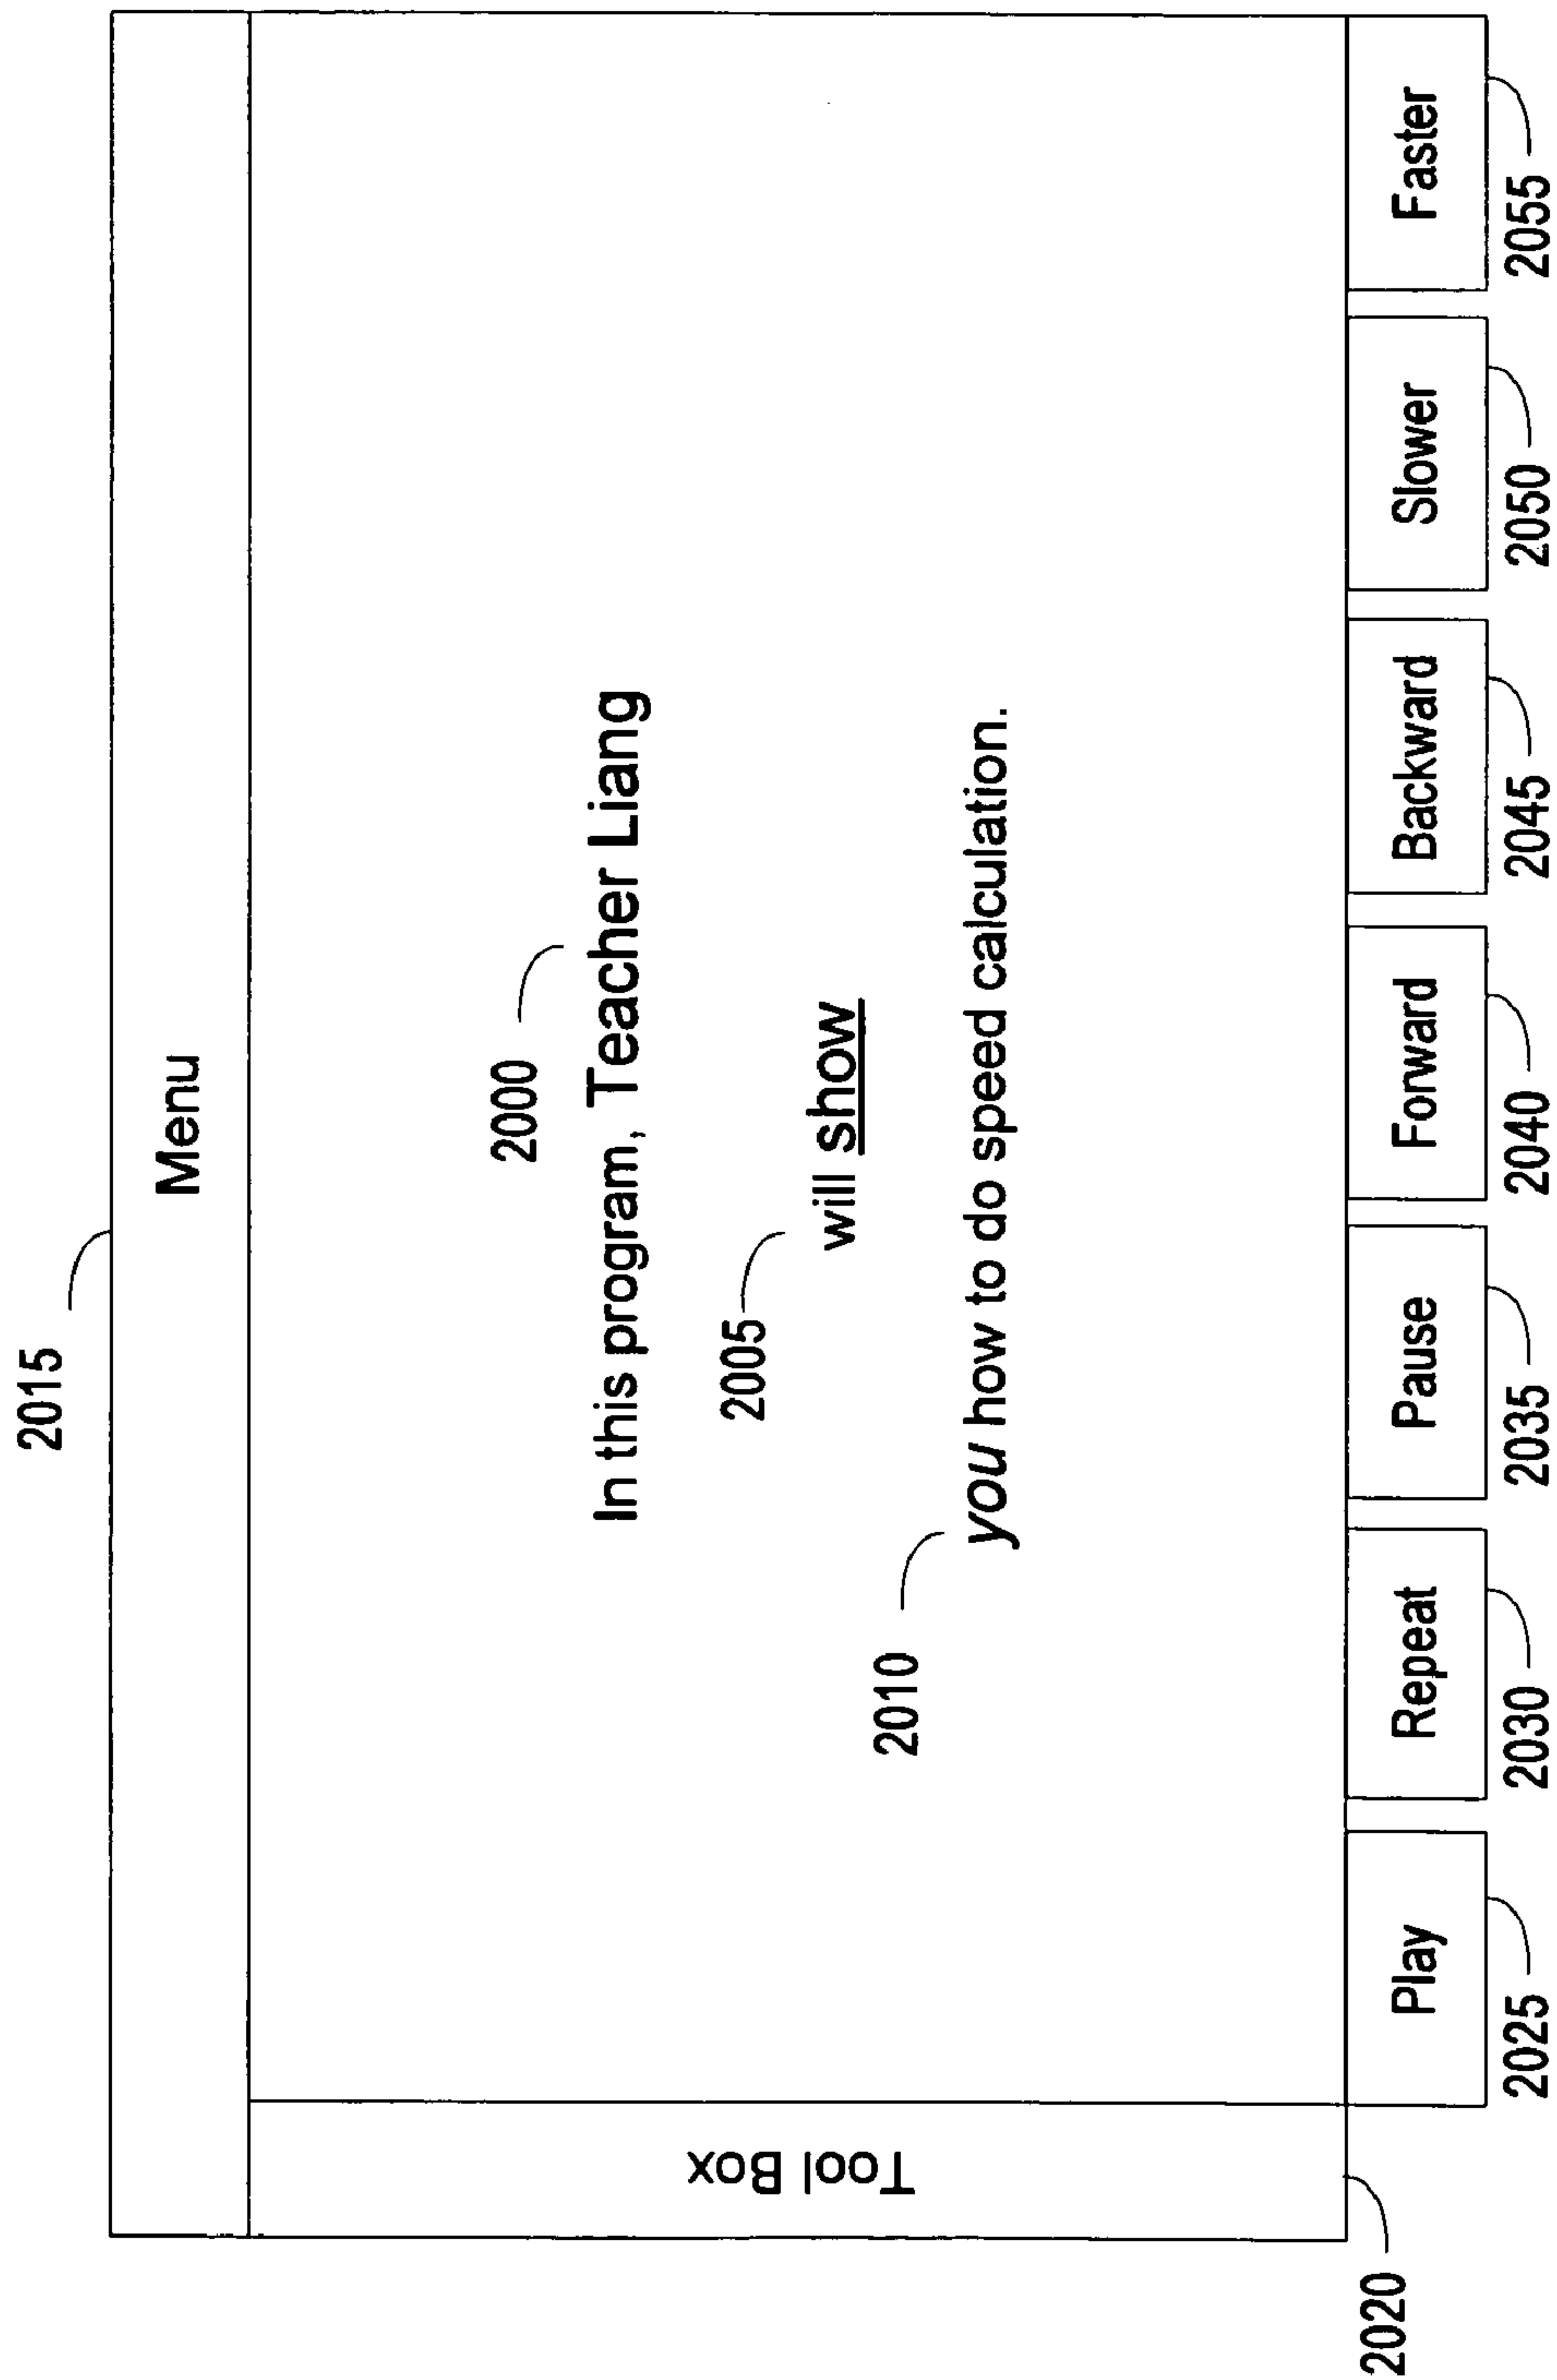 2015
Menu
2000
In this program, Teacher Liang
2005
will show
2010
you how to do speed calculation.
Tool Box
2020
Play
Repeat
Pause
Forward
Backward
Slower
Faster
2025
2030
2035
2040
2045
2050
2055